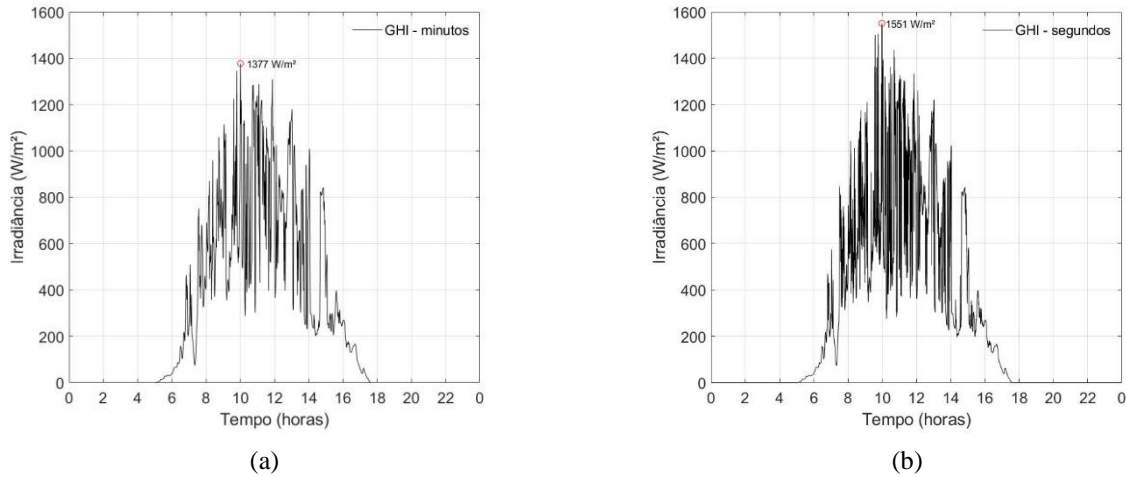 1600
1400
1200
1000
800
600
400
200
0
Irradiância (W/m²)
GHI - minutos
1377 W/m²
0 2 4 6 8 10 12 14 16 18 20 22 0
Tempo (horas)
(a)
1600
1400
1200
1000
800
600
400
200
0
Irradiância (W/m²)
GHI - segundos
1551 W/m²
0 2 4 6 8 10 12 14 16 18 20 22 0
Tempo (horas)
(b)